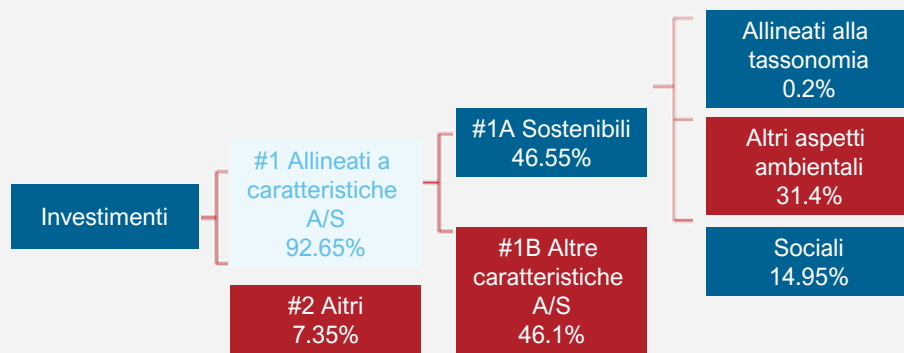 Investimenti
#1 Allineati a
caratteristiche
A/S
92.65%
#2 Aitri
7.35%
#1A Sostenibili
46.55%
#1B Altre
caratteristiche
A/S
46.1%
Allineati alla
tassonomia
0.2%
Altri aspetti
ambientali
31.4%
Sociali
14.95%